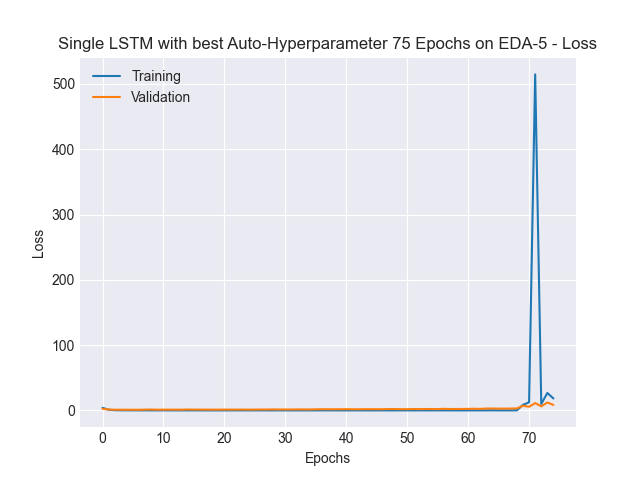 Single LSTM with best Auto-Hyperparameter 75 Epochs on EDA-5 - Loss
Training
Validation
500
400
300
200
100
0
Loss
0 10 20 30 40 50 60 70
Epochs